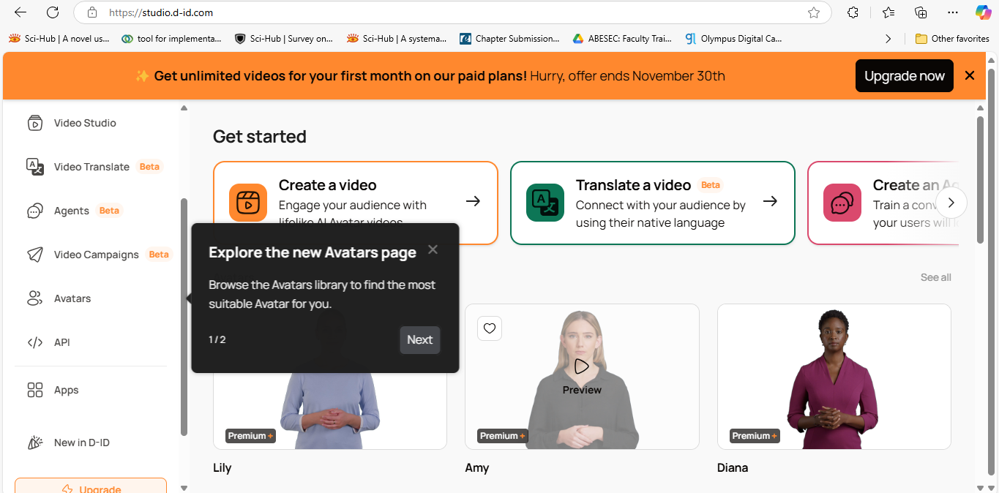 https://studio.d-id.com
Sci-Hub | A novel us...
tool for implementa...
Sci-Hub | Survey on...
Sci-Hub | A systema...
Chapter Submission...
ABESEC: Faculty Trai...
Olympus Digital Ca...
Other favorites
✨ Get unlimited videos for your first month on our paid plans! Hurry, offer ends November 30th
Upgrade now
Video Studio
Video Translate Beta
Agents Beta
Video Campaigns Beta
Avatars
API
Apps
New in D-ID
Upgrade
Get started
Create a video
Engage your audience with
lifelike AI Avatar videos
Translate a video Beta
Connect with your audience by
using their native language
Create an
Train a
your users will
Explore the new Avatars page
Browse the Avatars library to find the most
suitable Avatar for you.
1 / 2
Next
See all
Premium +
Lily
Preview
Premium +
Amy
Premium +
Diana